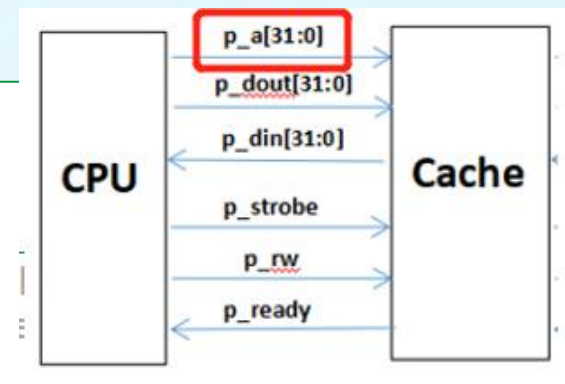 p_a[31:0]
p_dout[31:0]
p_din[31:0]
CPU
Cache
p_strobe
p_rw
p_ready